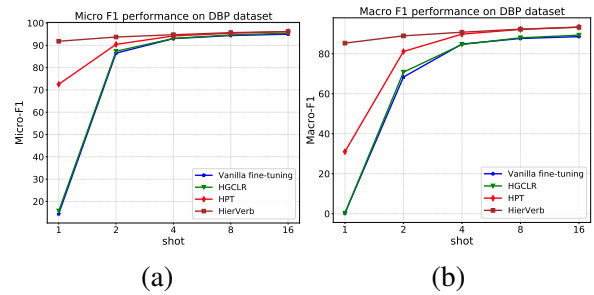 Micro F1 performance on DBP dataset
100
90
80
70
60
50
40
30
20
Micro-F1
Vanilla fine-tuning
HGCLR
HPT
HierVerb
1 2 4 8 16
shot
(a)
Macro F1 performance on DBP dataset
80
60
40
20
0
Macro-F1
Vanilla fine-tuning
HGCLR
HPT
HierVerb
1 2 4 8 16
shot
(b)